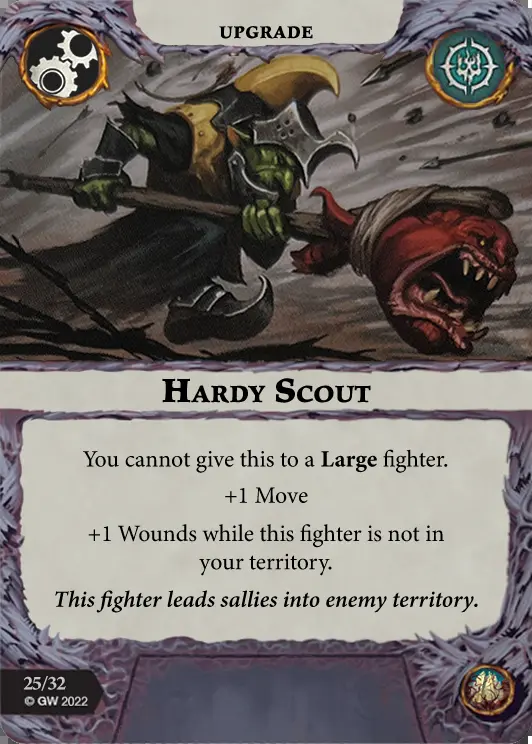 UPGRADE
HARDY SCOUT
You cannot give this to a Large fighter.
+1 Move
+1 Wounds while this fighter is not in
your territory.
This fighter leads sallies into enemy territory.
25/32
© GW 2022